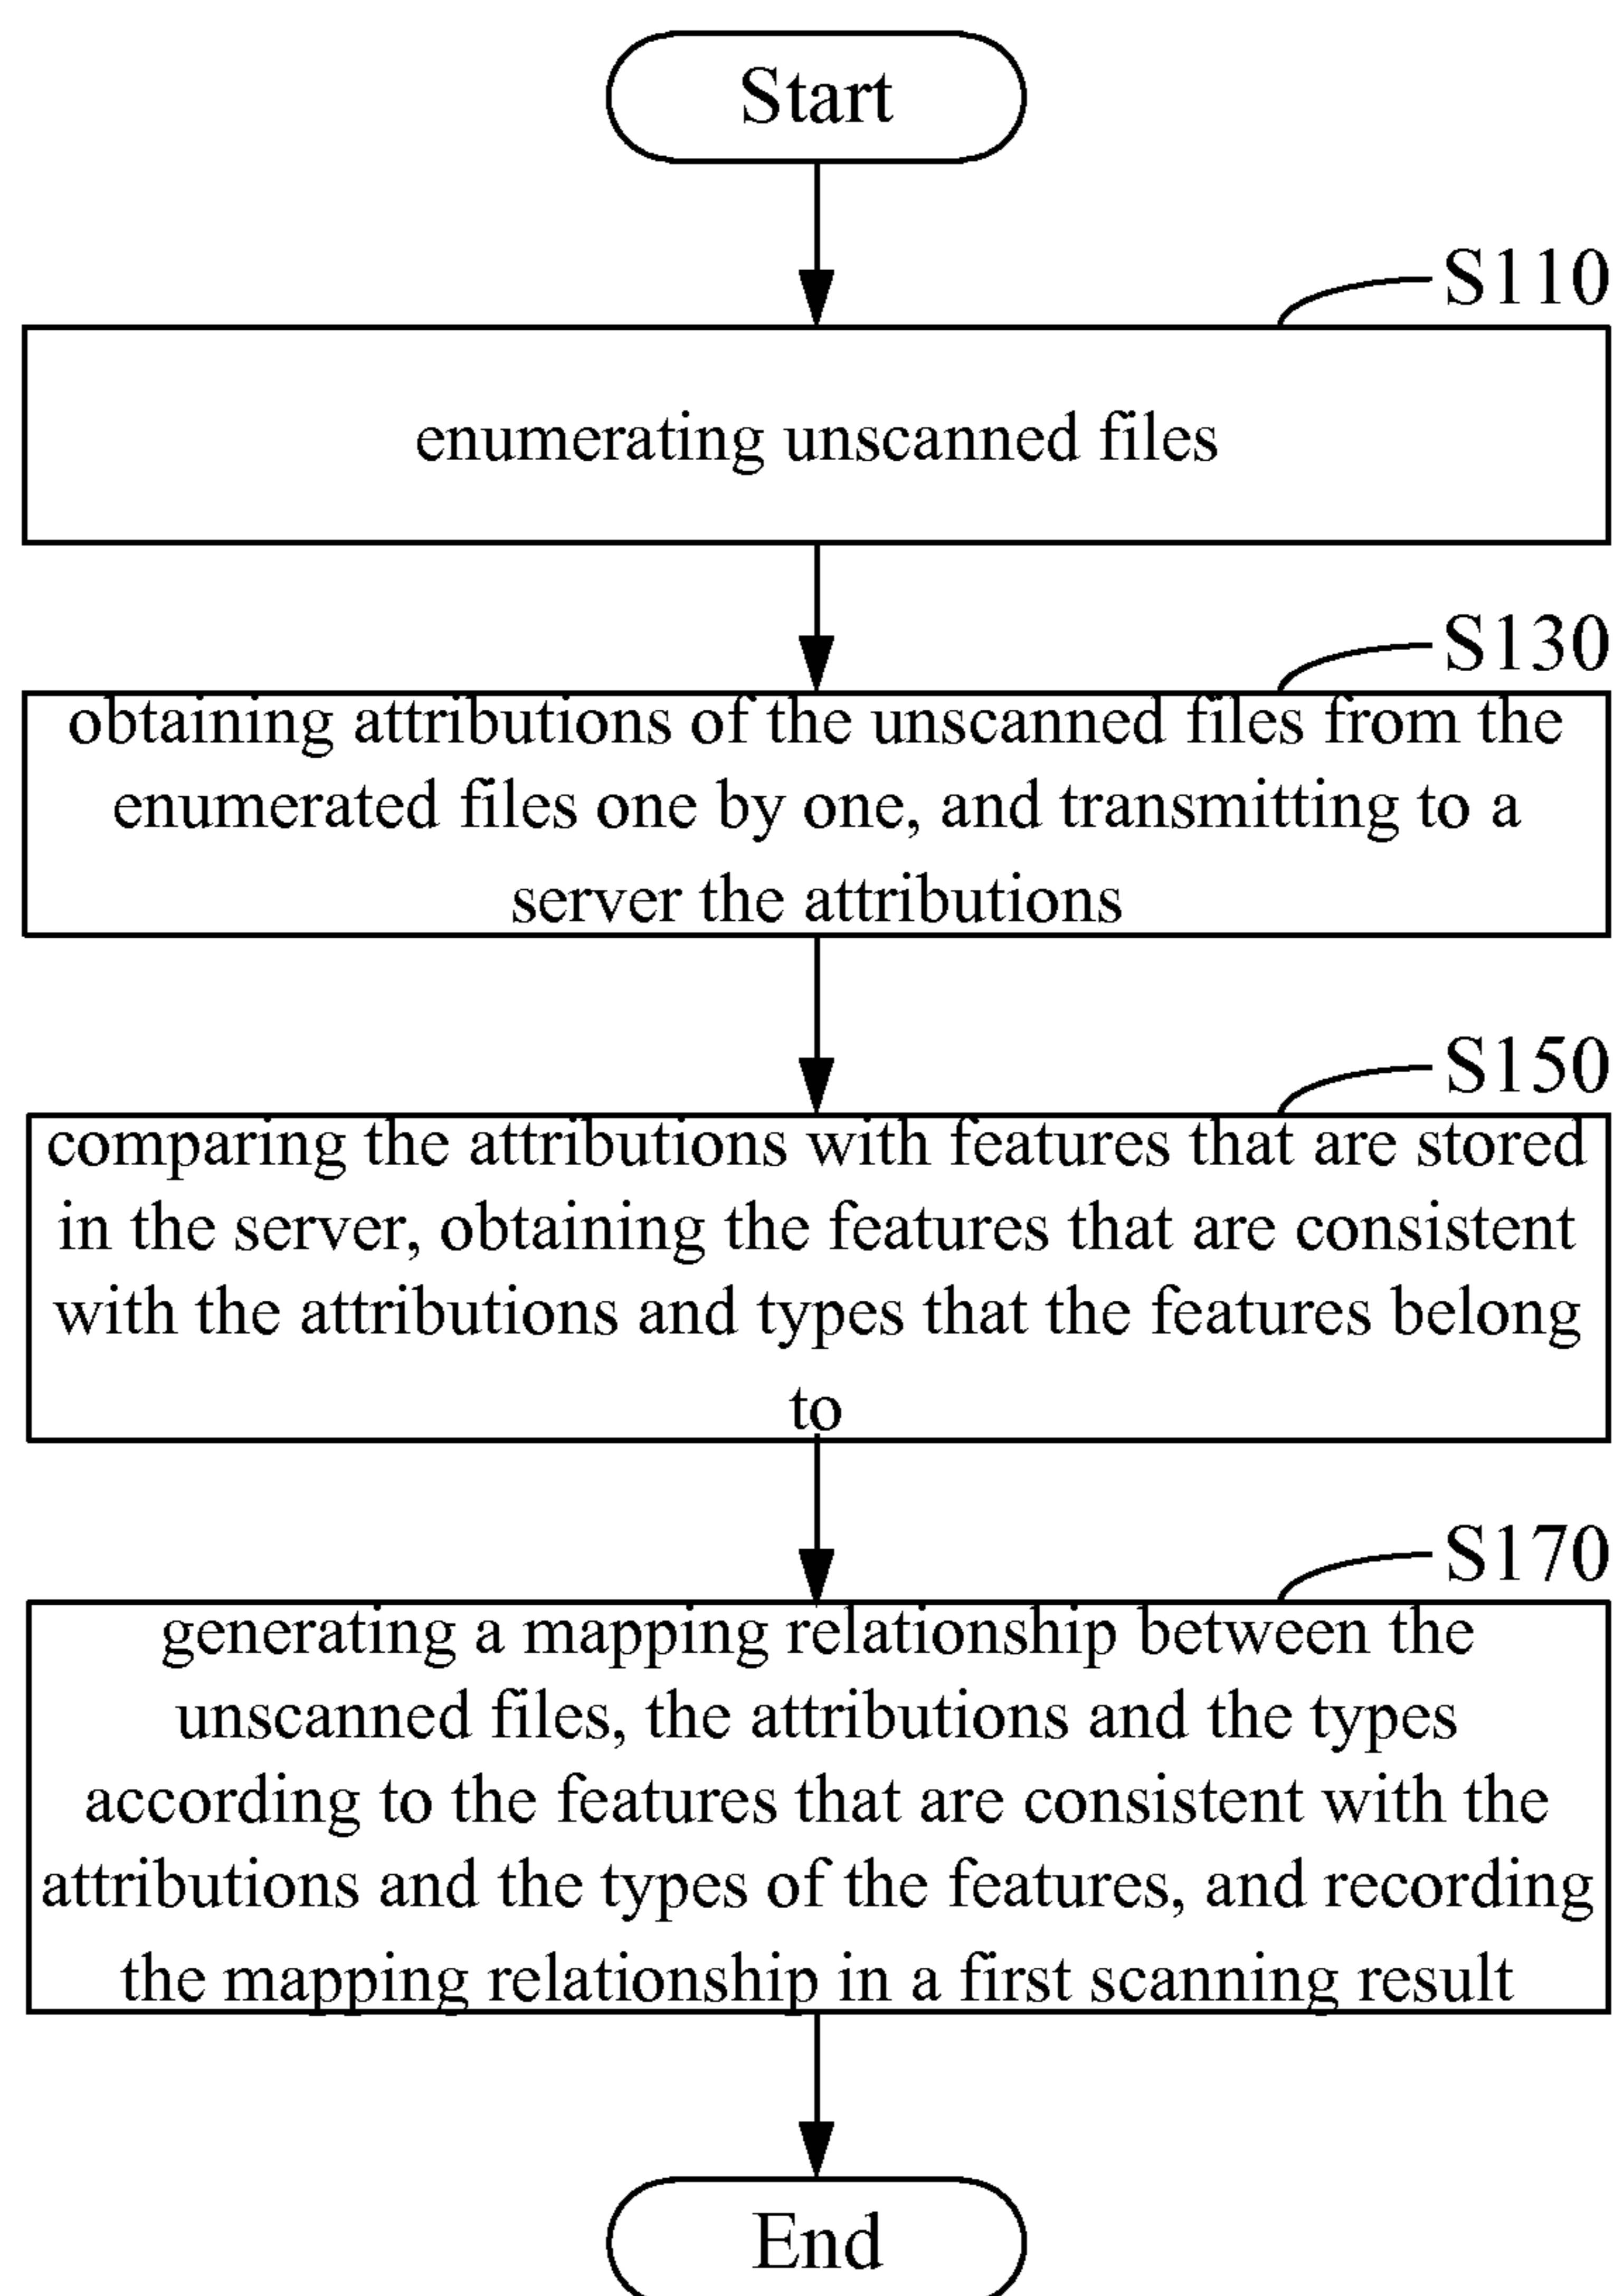 Start
S110
enumerating unscanned files
S130
obtaining attributions of the unscanned files from the
enumerated files one by one, and transmitting to a
server the attributions
S150
comparing the attributions with features that are stored
in the server, obtaining the features that are consistent
with the attributions and types that the features belong
to
S170
generating a mapping relationship between the
unscanned files, the attributions and the types
according to the features that are consistent with the
attributions and the types of the features, and recording
the mapping relationship in a first scanning result
End